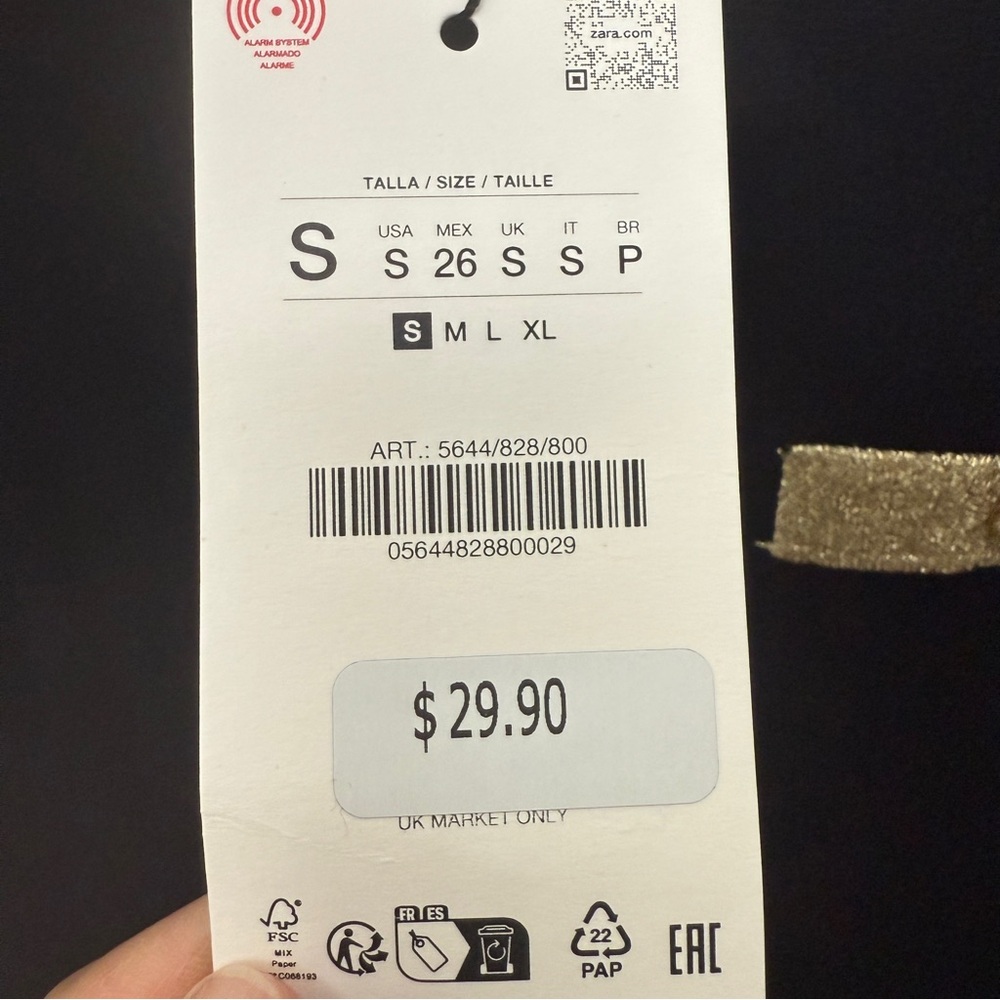 ALARM SYSTEM
ALARMADO
ALARME
zara.com
TALLA / SIZE / TAILLE
USA MEX UK IT BR
S S 26 S S P
S M L XL
ART.: 5644/828/800
05644828800029
$ 29.90
UK MARKET ONLY
FR ES
FSC
MIX
Paper
C068193
22
PAP
EAC